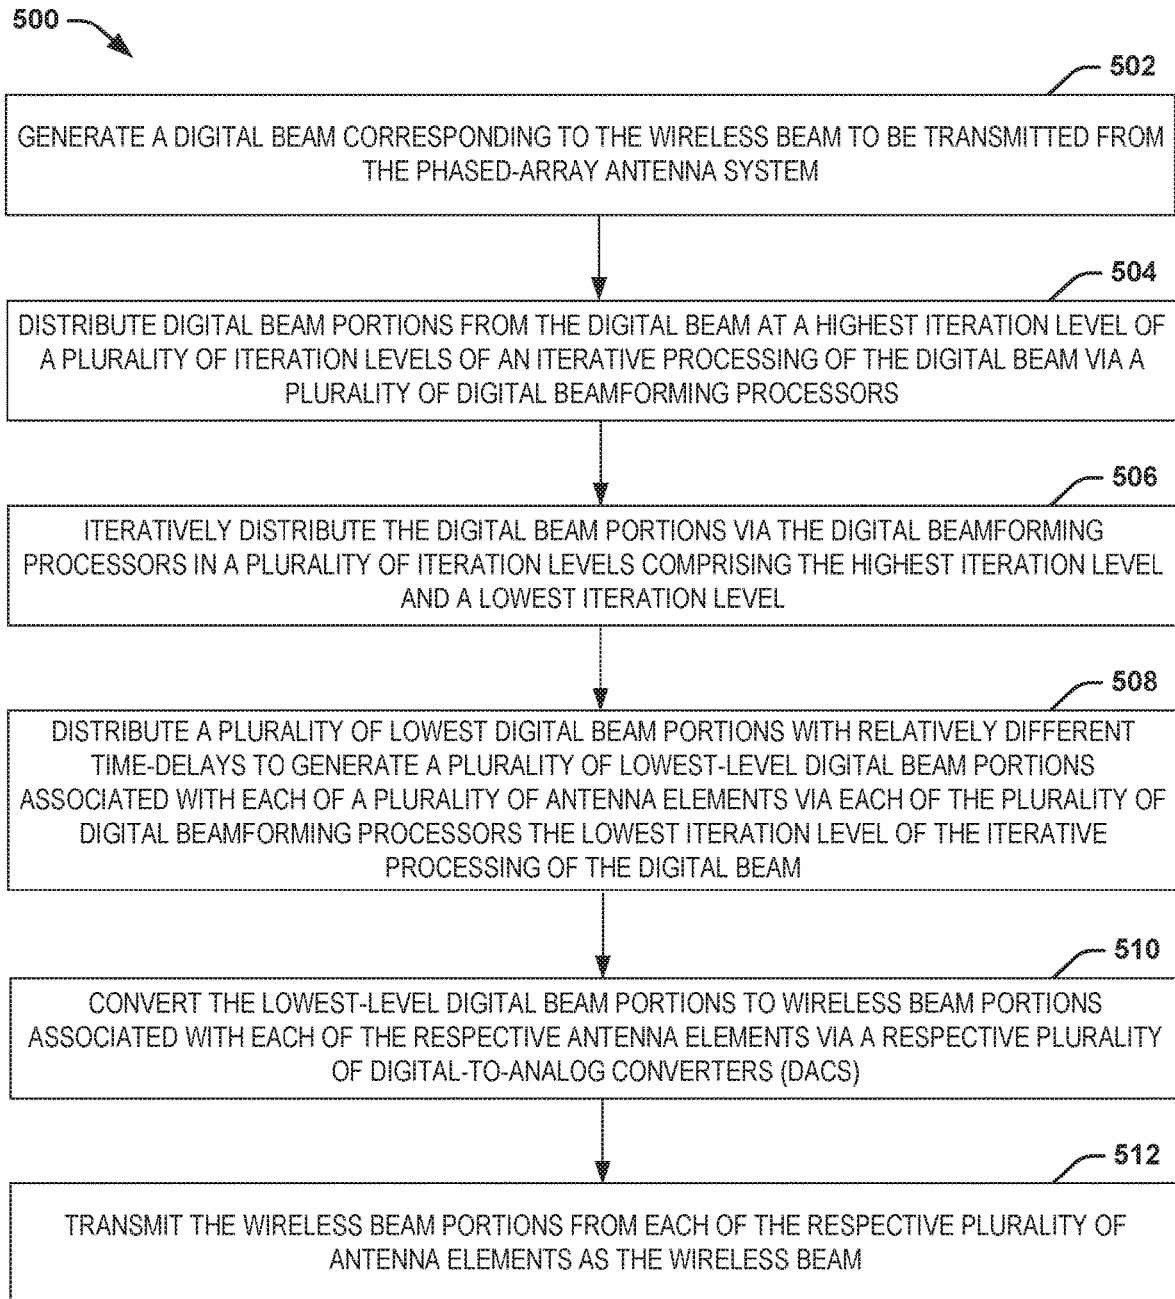 500
502
GENERATE A DIGITAL BEAM CORRESPONDING TO THE WIRELESS BEAM TO BE TRANSMITTED FROM
THE PHASED-ARRAY ANTENNA SYSTEM
504
DISTRIBUTE DIGITAL BEAM PORTIONS FROM THE DIGITAL BEAM AT A HIGHEST ITERATION LEVEL OF
A PLURALITY OF ITERATION LEVELS OF AN ITERATIVE PROCESSING OF THE DIGITAL BEAM VIA A
PLURALITY OF DIGITAL BEAMFORMING PROCESSORS
506
ITERATIVELY DISTRIBUTE THE DIGITAL BEAM PORTIONS VIA THE DIGITAL BEAMFORMING
PROCESSORS IN A PLURALITY OF ITERATION LEVELS COMPRISING THE HIGHEST ITERATION LEVEL
AND A LOWEST ITERATION LEVEL
508
DISTRIBUTE A PLURALITY OF LOWEST DIGITAL BEAM PORTIONS WITH RELATIVELY DIFFERENT
TIME-DELAYS TO GENERATE A PLURALITY OF LOWEST-LEVEL DIGITAL BEAM PORTIONS
ASSOCIATED WITH EACH OF A PLURALITY OF ANTENNA ELEMENTS VIA EACH OF THE PLURALITY OF
DIGITAL BEAMFORMING PROCESSORS THE LOWEST ITERATION LEVEL OF THE ITERATIVE
PROCESSING OF THE DIGITAL BEAM
510
CONVERT THE LOWEST-LEVEL DIGITAL BEAM PORTIONS TO WIRELESS BEAM PORTIONS
ASSOCIATED WITH EACH OF THE RESPECTIVE ANTENNA ELEMENTS VIA A RESPECTIVE PLURALITY
OF DIGITAL-TO-ANALOG CONVERTERS (DACS)
512
TRANSMIT THE WIRELESS BEAM PORTIONS FROM EACH OF THE RESPECTIVE PLURALITY OF
ANTENNA ELEMENTS AS THE WIRELESS BEAM